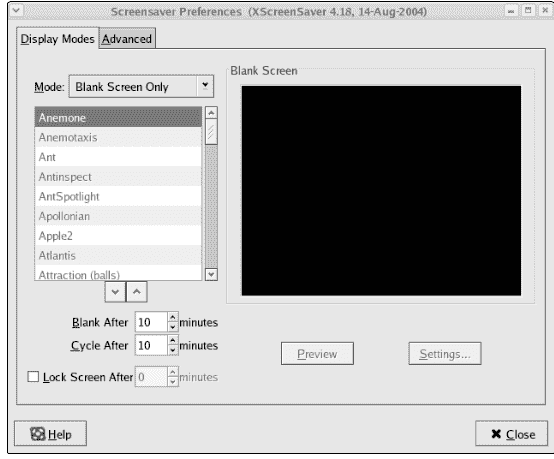 Screensaver Preferences (XScreenSaver 4.18, 14-Aug-2004)
Display Modes Advanced
Mode: Blank Screen Only
Blank Screen
Anemone
Anemotaxis
Ant
Antinspect
AntSpotlight
Apollonian
Apple2
Atlantis
Attraction (balls)
Blank After 10 minutes
Cycle After 10 minutes
Lock Screen After 0 minutes
Preview Settings...
Help Close